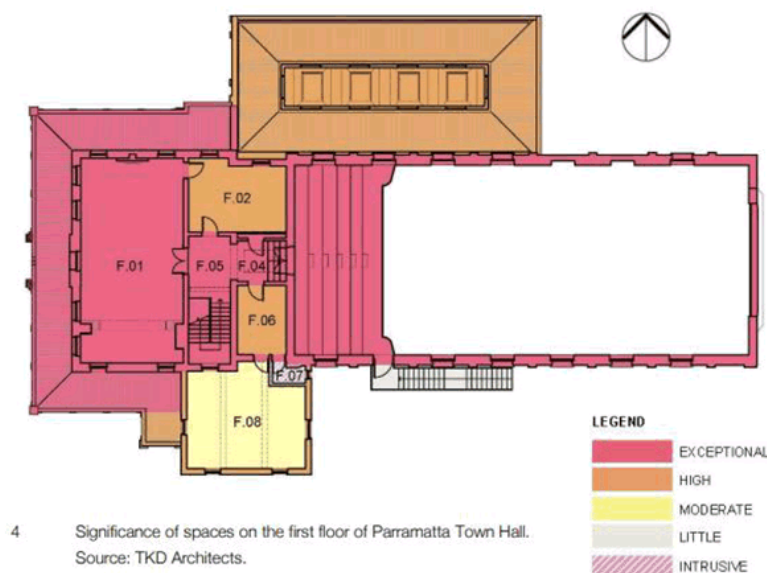 F.02
F.01
F.05
F.04
F.06
F.07
F.08
LEGEND
EXCEPTIONAL
HIGH
MODERATE
LITTLE
INTRUSIVE
4 Significance of spaces on the first floor of Parramatta Town Hall.
Source: TKD Architects.